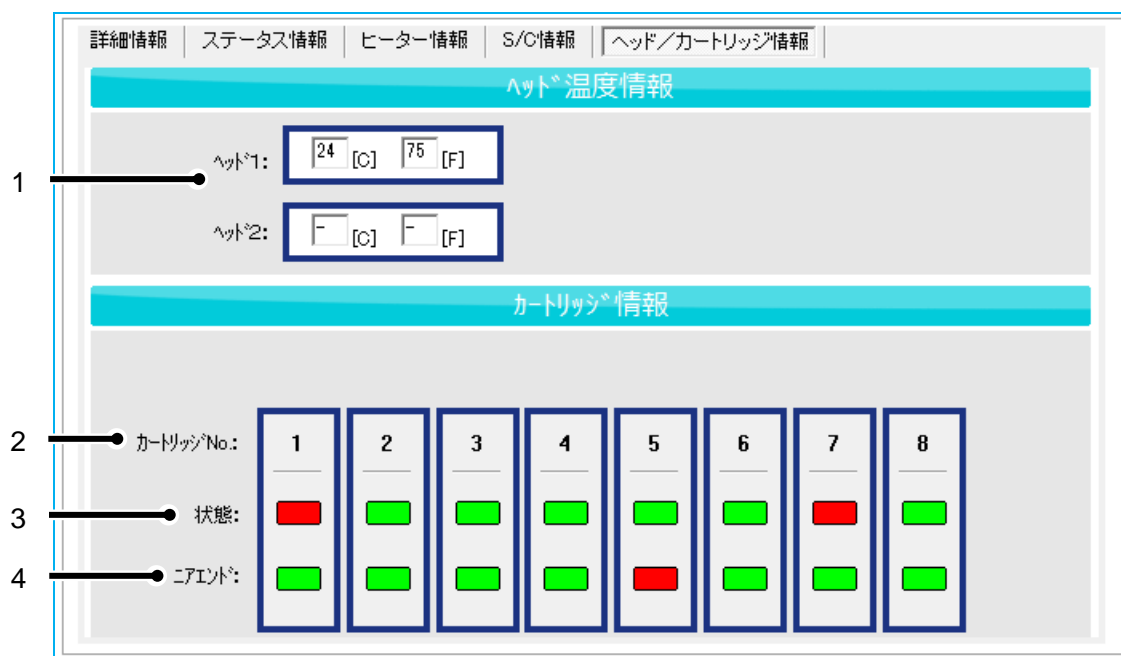 詳細情報 ステータス情報 ヒーター情報 S/C情報 ヘッド／カートリッジ情報
ﾍｯﾄﾞ温度情報
1 ﾍｯﾄﾞ1: 24 [C] 75 [F]
ﾍｯﾄﾞ2: - [C] - [F]
ｶｰﾄﾘｯｼﾞ情報
2 ｶｰﾄﾘｯｼﾞNo.: 1 2 3 4 5 6 7 8
3 状態:
4 ﾆｱｴﾝﾄﾞ: